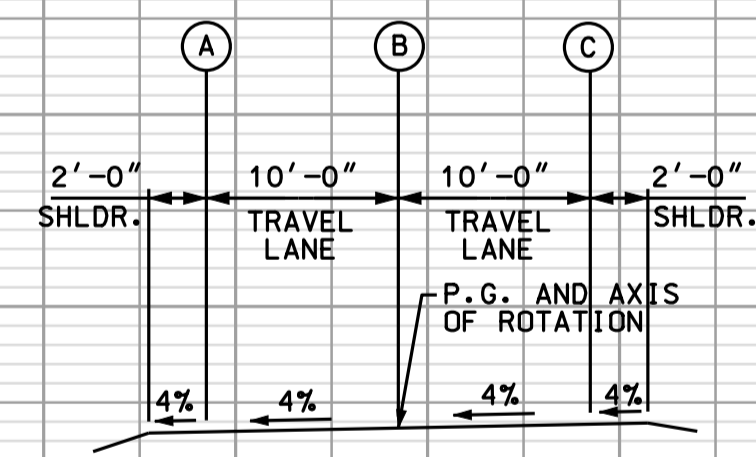 A B C
2'-0" 10'-0" 10'-0" 2'-0"
SHLDR. TRAVEL TRAVEL SHLDR.
LANE LANE
P.G. AND AXIS
OF ROTATION
4% 4% 4% 4%